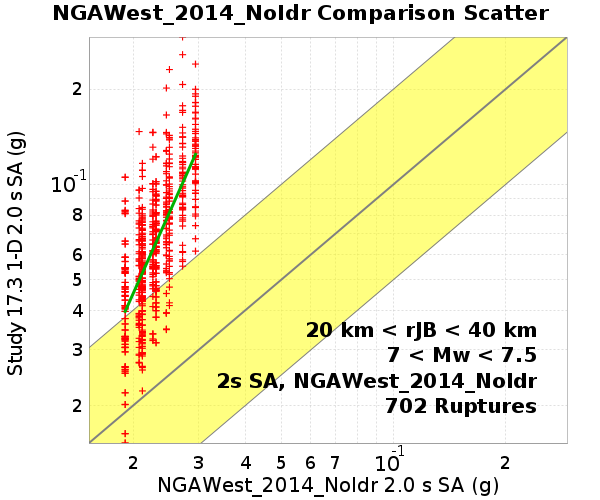 NGAWest_2014_NoIdr Comparison Scatter
Study 17.3 1-D 2.0 s SA (g)
2
10-1
8
6
5
4
3
2
20 km < rJB < 40 km
7 < Mw < 7.5
2s SA, NGAWest_2014_NoIdr
702 Ruptures
2 3 4 5 6 7 10-1 2
NGAWest_2014_NoIdr 2.0 s SA (g)